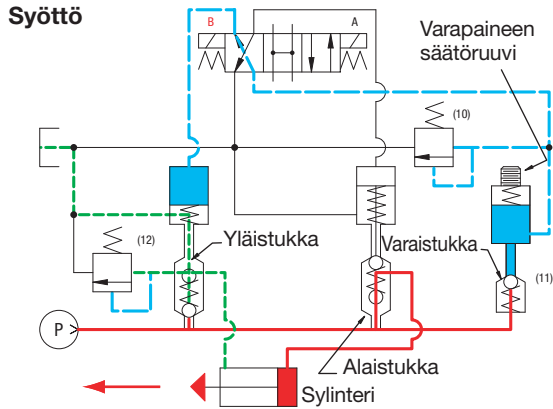 Syöttö
B
A
Varapaineen
säätöruuvi
(10)
Yläistukka
Varaistukka
(12)
(11)
P
Alaistukka
Sylinteri